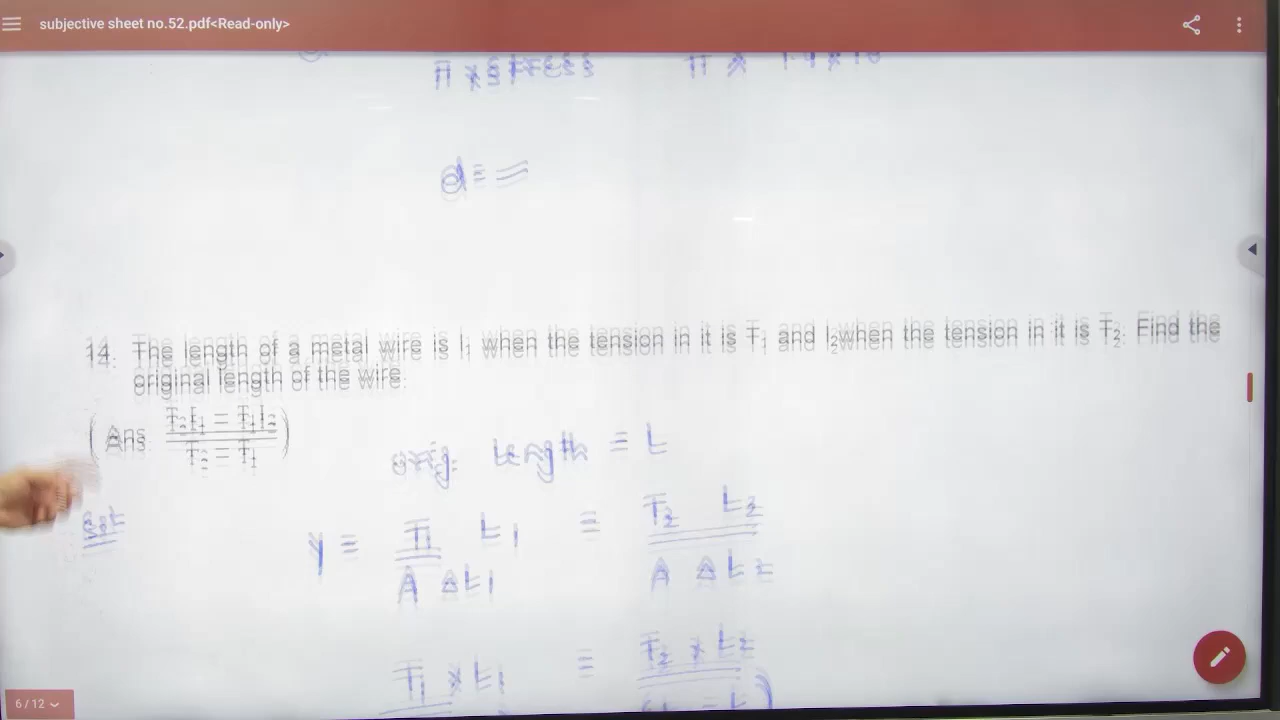 subjective sheet no.52.pdf<Read-only>
π × stress π ×
d =
14. The length of a metal wire is l₁ when the tension in it is T₁ and l₂when the tension in it is T₂. Find the
original length of the wire.
(Ans. (T₂l₁ − T₁l₂)/(T₂ − T₁))
orig. length = L
Sol
y = T₁ L₁ / A ΔL₁ = T₂ L₂ / A ΔL₂
T₁ × L₁ = T₂ × L₂
6 / 12